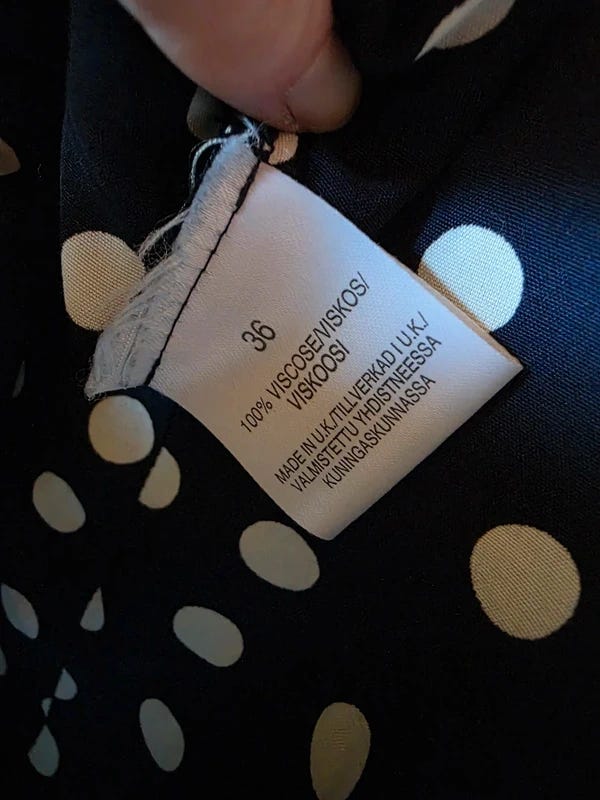 36
100% VISCOSE/VISKOS/
VISKOOSI
MADE IN U.K./TILLVERKAD I U.K./
VALMISTETTU YHDISTNEESSA
KUNINGASKUNNASSA